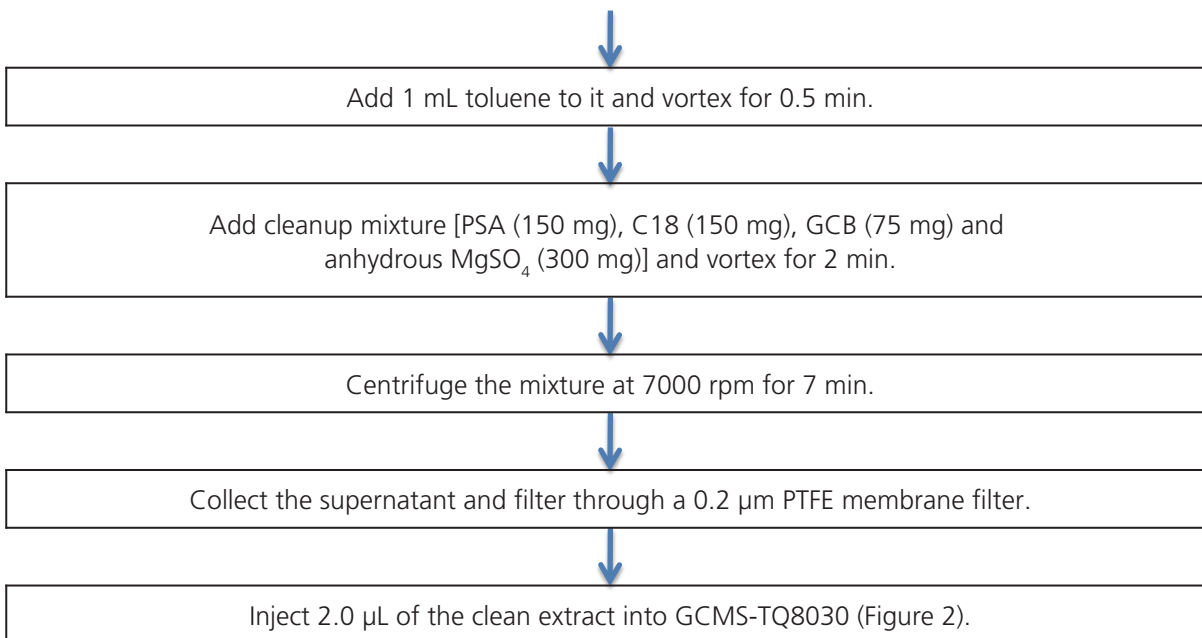 Add 1 mL toluene to it and vortex for 0.5 min.
Add cleanup mixture [PSA (150 mg), C18 (150 mg), GCB (75 mg) and
anhydrous MgSO₄ (300 mg)] and vortex for 2 min.
Centrifuge the mixture at 7000 rpm for 7 min.
Collect the supernatant and filter through a 0.2 µm PTFE membrane filter.
Inject 2.0 µL of the clean extract into GCMS-TQ8030 (Figure 2).